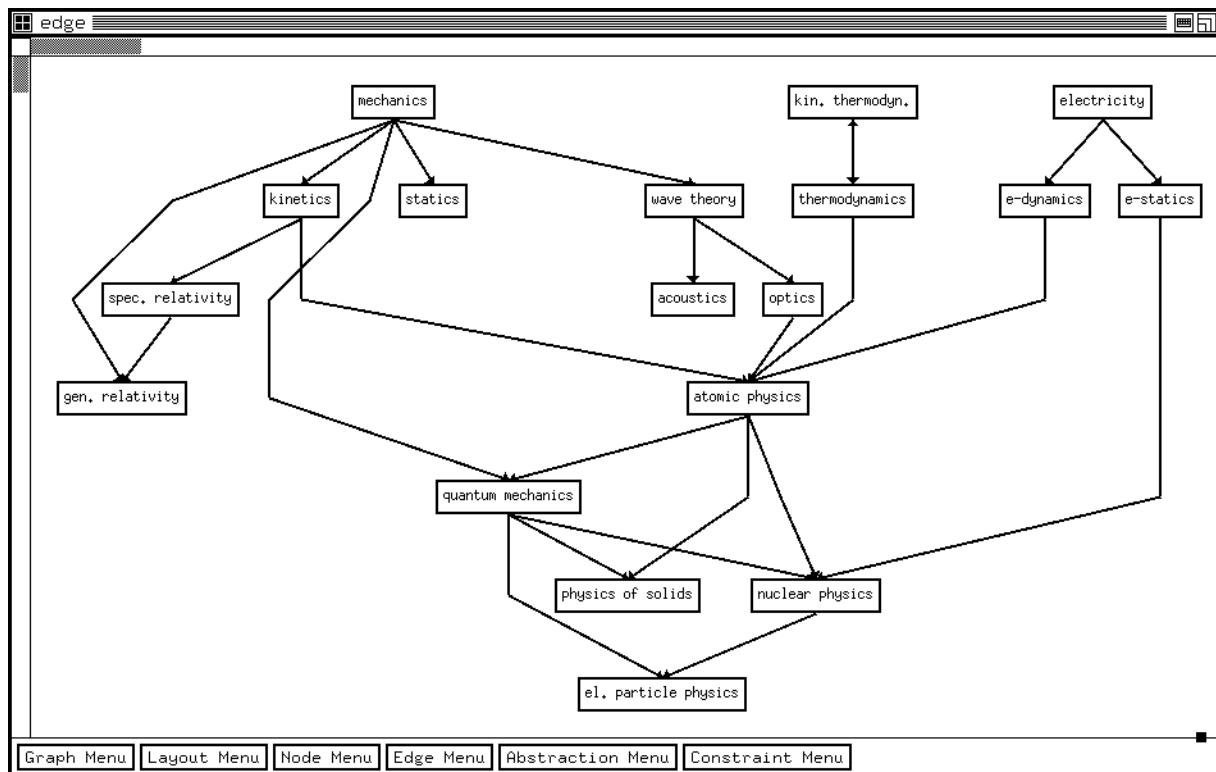 edge
mechanics kin. thermodyn. electricity
kinetics statics wave theory thermodynamics e-dynamics e-statics
spec. relativity acoustics optics
gen. relativity atomic physics
quantum mechanics
physics of solids nuclear physics
el. particle physics
Graph Menu Layout Menu Node Menu Edge Menu Abstraction Menu Constraint Menu